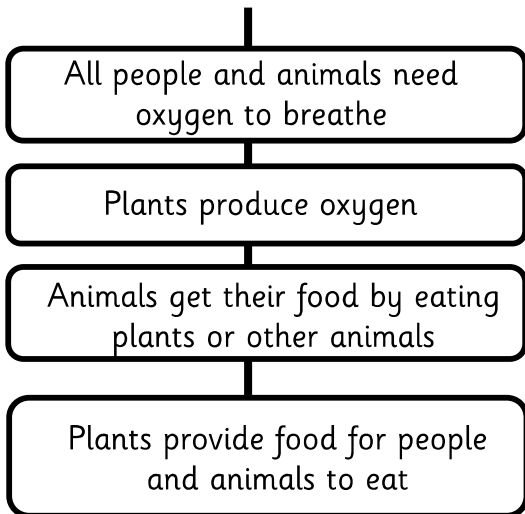 All people and animals need
oxygen to breathe
Plants produce oxygen
Animals get their food by eating
plants or other animals
Plants provide food for people
and animals to eat